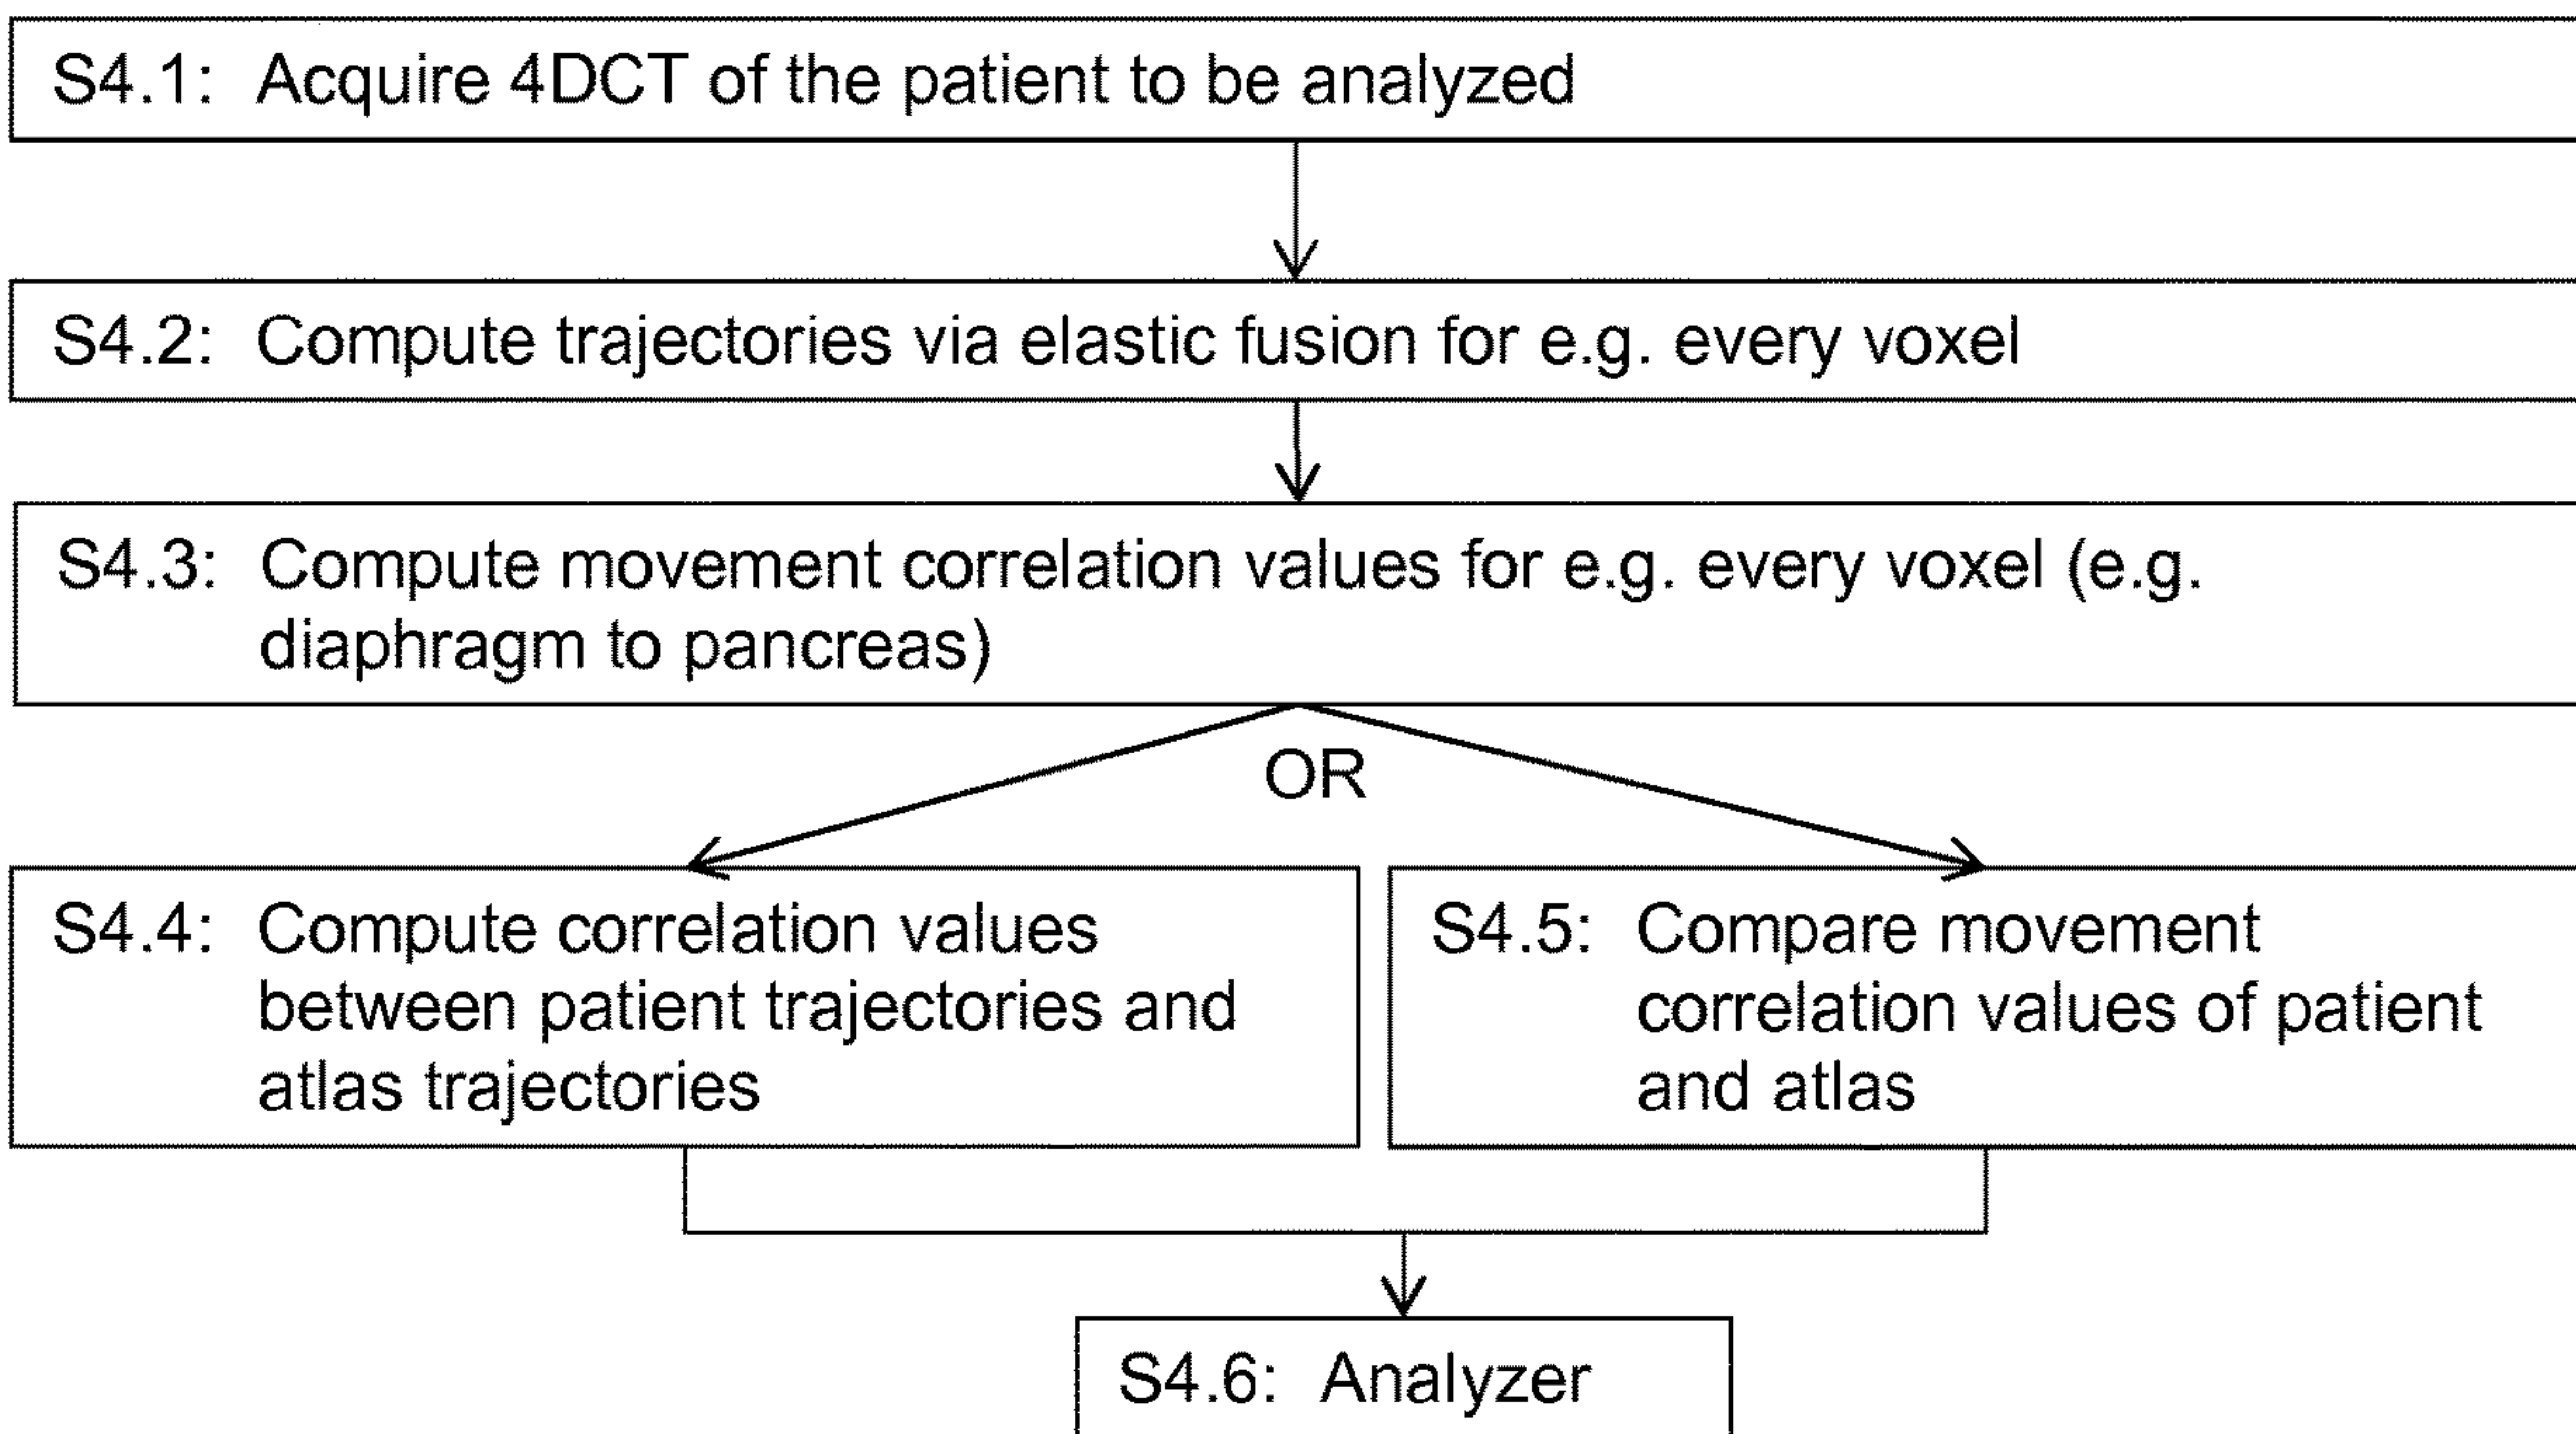 S4.1: Acquire 4DCT of the patient to be analyzed
S4.2: Compute trajectories via elastic fusion for e.g. every voxel
S4.3: Compute movement correlation values for e.g. every voxel (e.g.
diaphragm to pancreas)
OR
S4.4: Compute correlation values
between patient trajectories and
atlas trajectories
S4.5: Compare movement
correlation values of patient
and atlas
S4.6: Analyzer